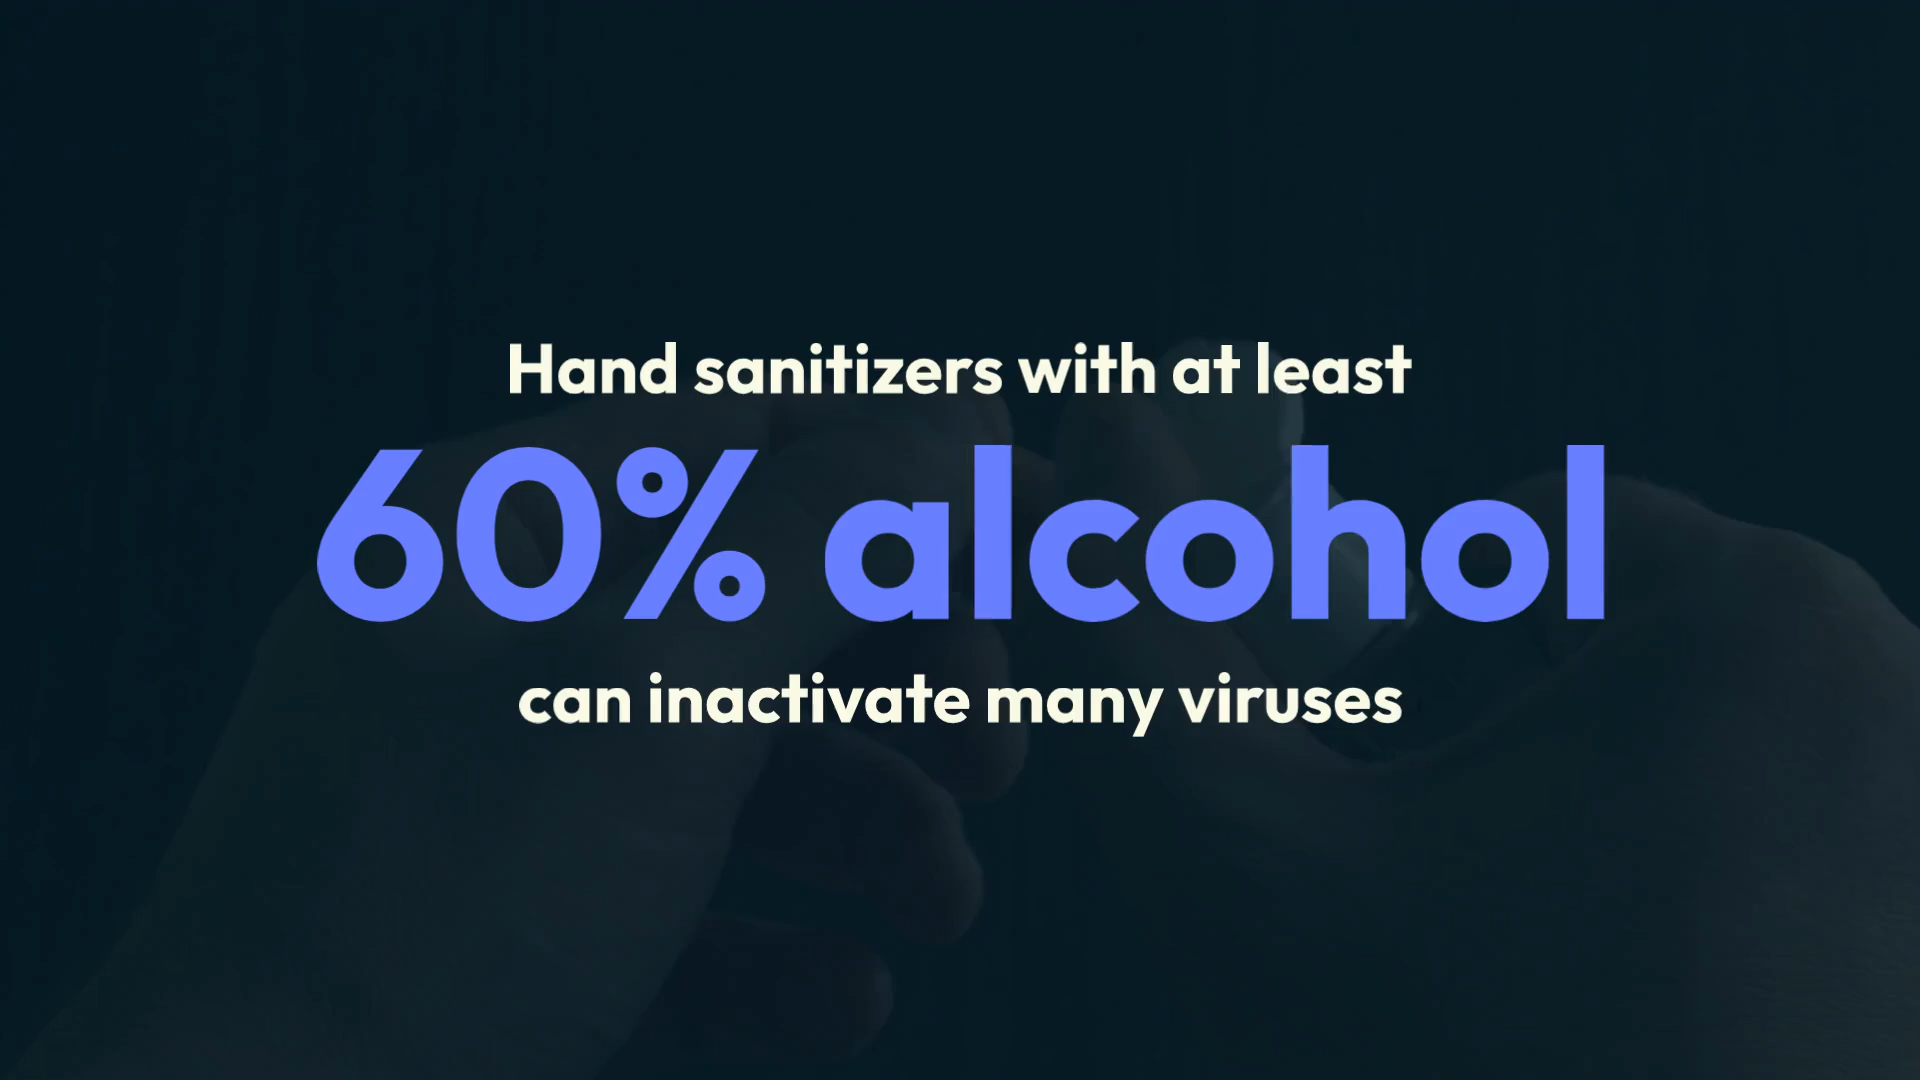 Hand sanitizers with at least
60% alcohol
can inactivate many viruses